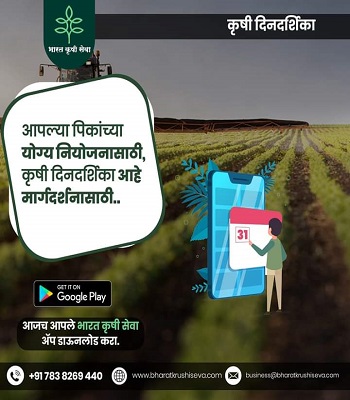 भारत कृषी सेवा
कृषी दिनदर्शिका
आपल्या पिकांच्या
योग्य नियोजनासाठी,
कृषी दिनदर्शिका आहे
मार्गदर्शनासाठी..
31
GET IT ON
Google Play
आजच आपले भारत कृषी सेवा
ॲप डाऊनलोड करा.
+91 783 8269 440
www.bharatkrushiseva.com
business@bharatkrushiseva.com